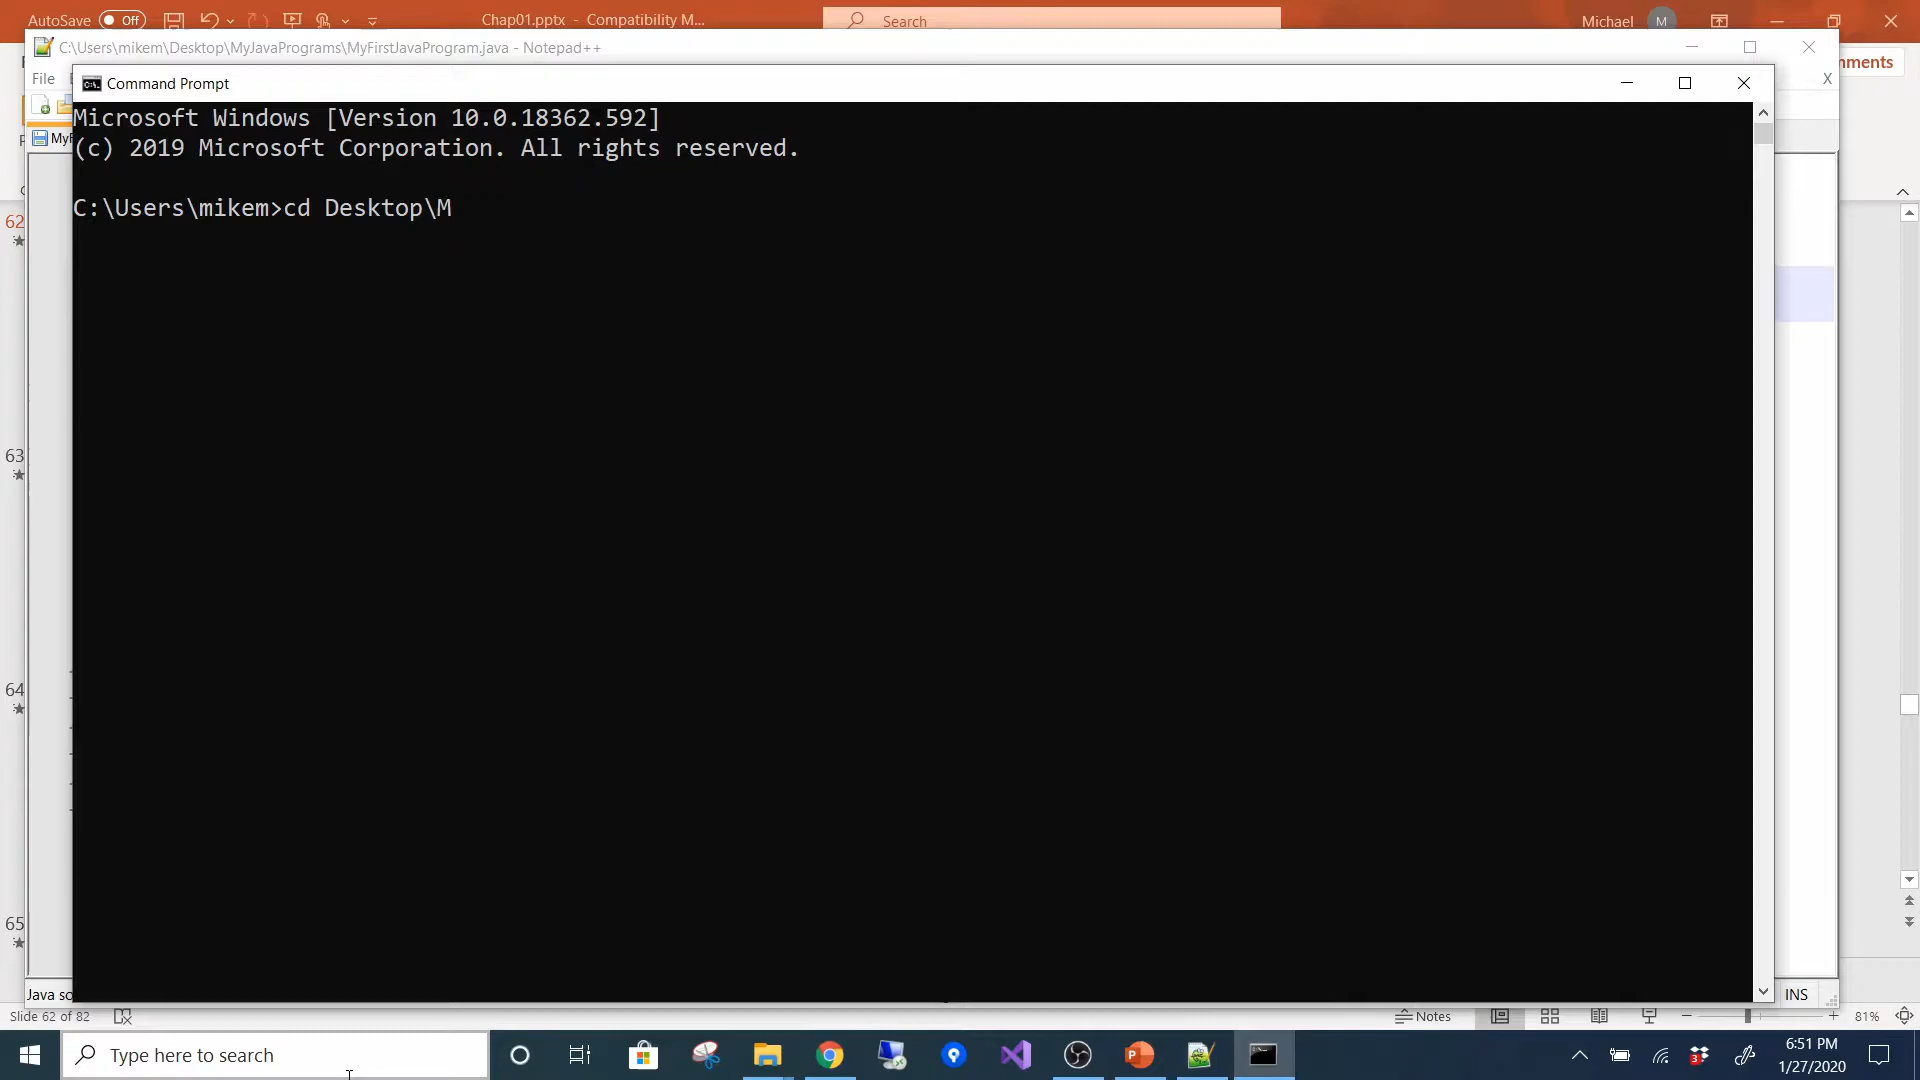 AutoSave Off Chap01.pptx - Compatibility M... Search Michael M
C:\Users\mikem\Desktop\MyJavaPrograms\MyFirstJavaProgram.java - Notepad++
File X
Command Prompt
Microsoft Windows [Version 10.0.18362.592]
(c) 2019 Microsoft Corporation. All rights reserved.
C:\Users\mikem>cd Desktop\M
62
63
64
65
INS
Slide 62 of 82 Notes 81%
Type here to search
6:51 PM
1/27/2020